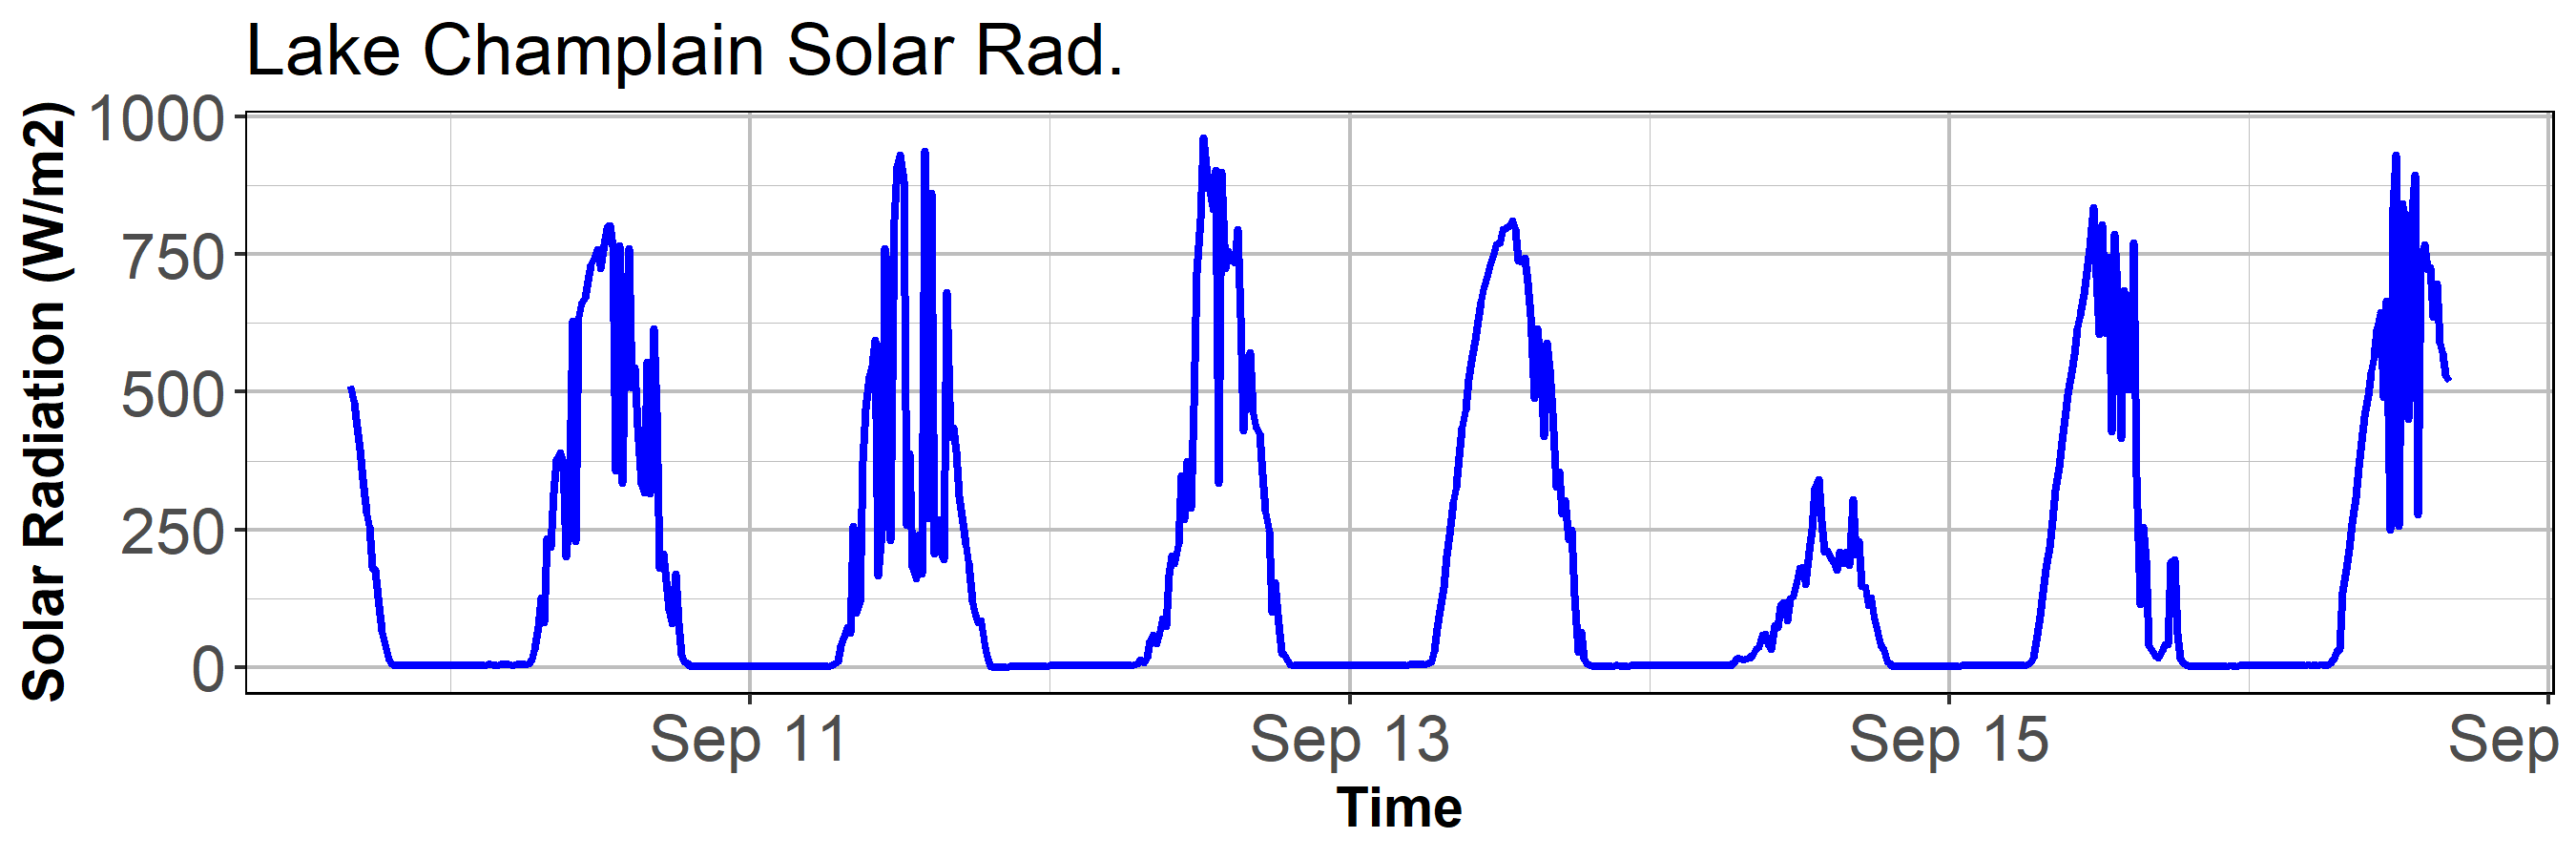 Lake Champlain Solar Rad.
Solar Radiation (W/m2)
1000
750
500
250
0
Sep 11 Sep 13 Sep 15 Sep
Time